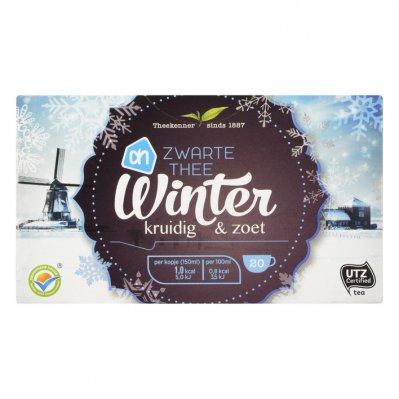 Theekenner sinds 1887
ah
ZWARTE
THEE
Winter
kruidig & zoet
per kopje (150ml) per 100ml
1,0 kcal 0,8 kcal
5,0 kJ 3,5 kJ
20
UTZ
Certified
tea